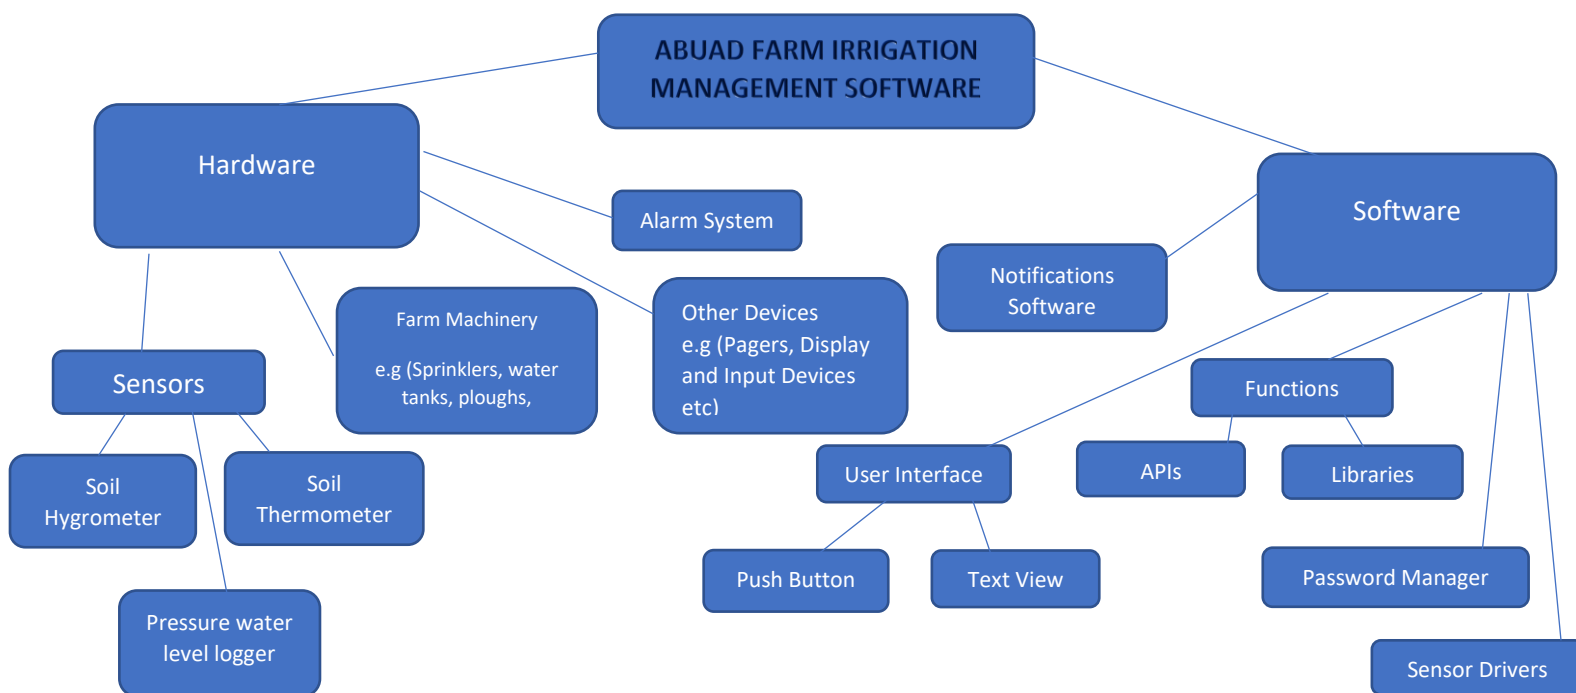 ABUAD FARM IRRIGATION
MANAGEMENT SOFTWARE
Hardware
Alarm System
Software
Notifications
Software
Farm Machinery
e.g (Sprinklers, water
tanks, ploughs,
Other Devices
e.g (Pagers, Display
and Input Devices
etc)
Sensors
Functions
User Interface
APIs
Libraries
Soil
Hygrometer
Soil
Thermometer
Push Button
Text View
Password Manager
Pressure water
level logger
Sensor Drivers